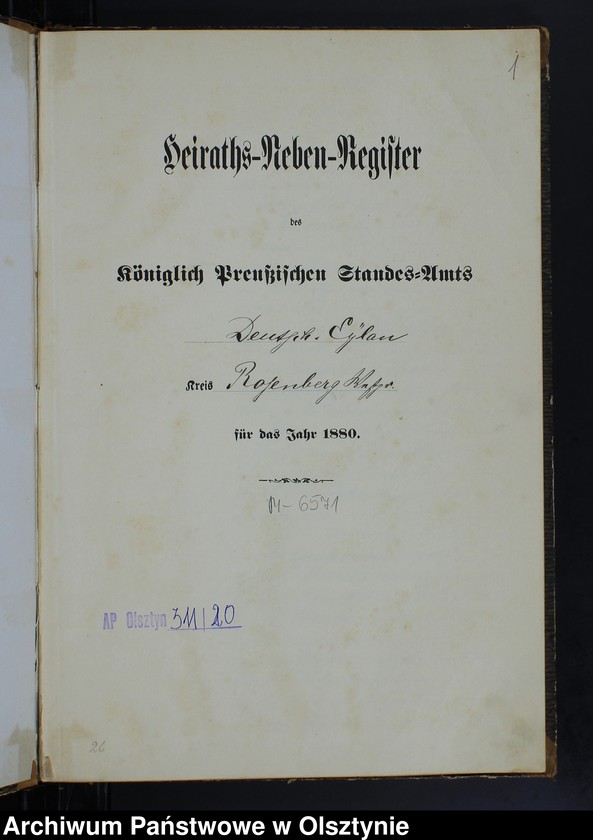 1
Heiraths-Neben-Register
des
Königlich Preußischen Standes-Amts
Deutsch. Eylau
Kreis Rosenberg Westpr.
für das Jahr 1880.
M-6571
AP Olsztyn 311/20
26
Archiwum Państwowe w Olsztynie